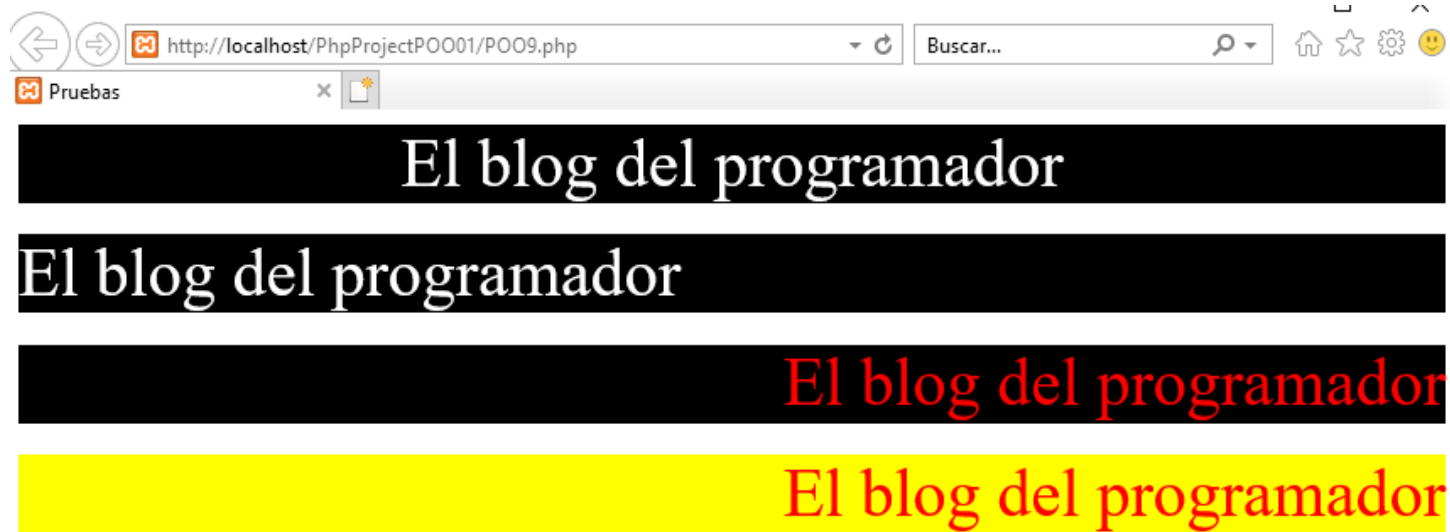 http://localhost/PhpProjectPOO01/POO9.php
Buscar...
Pruebas
El blog del programador
El blog del programador
El blog del programador
El blog del programador